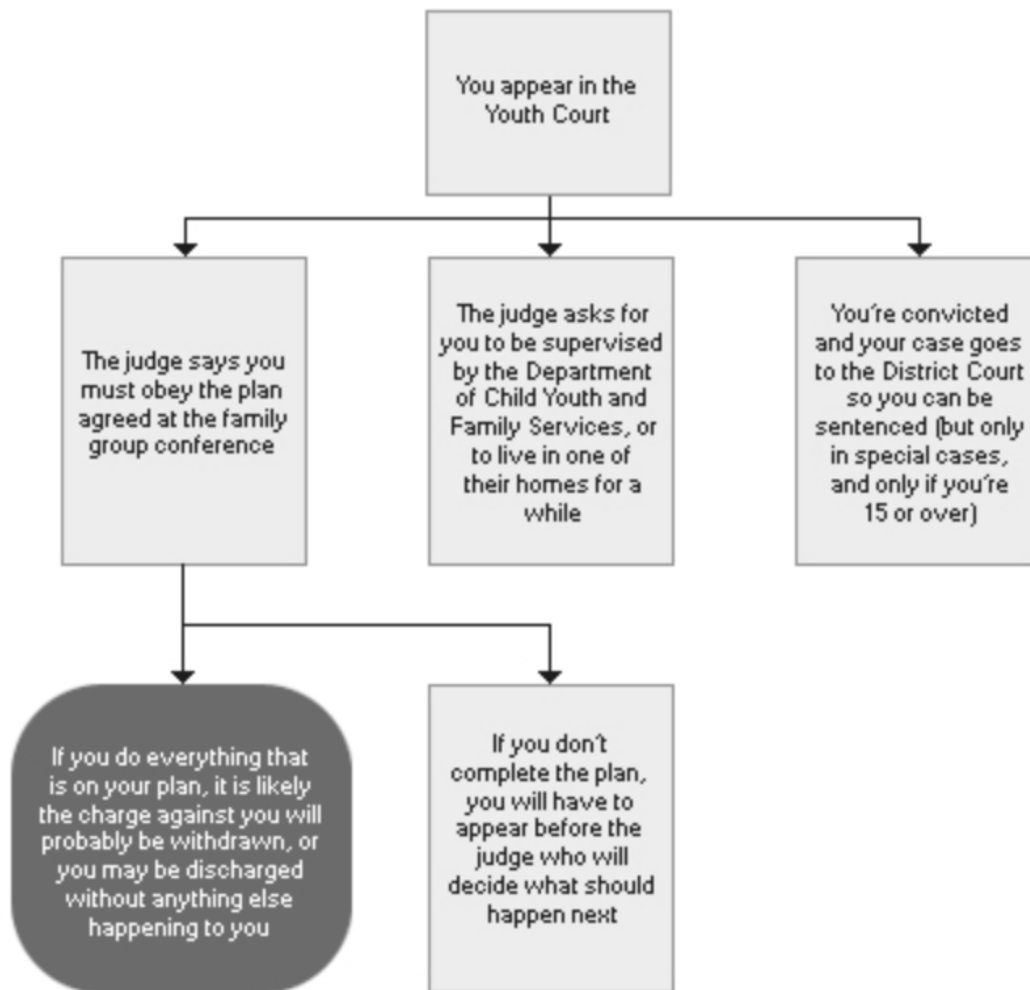 You appear in the
Youth Court
The judge says you
must obey the plan
agreed at the family
group conference
The judge asks for
you to be supervised
by the Department
of Child Youth and
Family Services, or
to live in one of
their homes for a
while
You're convicted
and your case goes
to the District Court
so you can be
sentenced (but only
in special cases,
and only if you're
15 or over)
If you do everything that
is on your plan, it is likely
the charge against you will
probably be withdrawn, or
you may be discharged
without anything else
happening to you
If you don't
complete the plan,
you will have to
appear before the
judge who will
decide what should
happen next